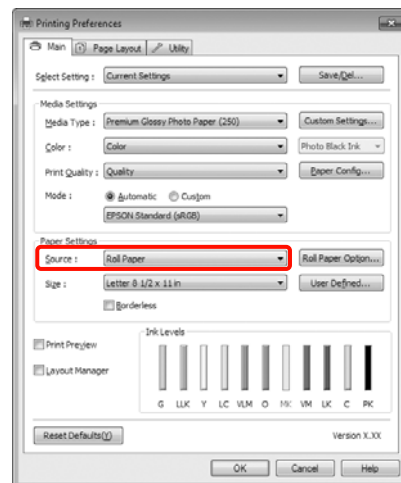 Printing Preferences
Main Page Layout Utility
Select Setting : Current Settings Save/Del...
Media Settings
Media Type : Premium Glossy Photo Paper (250) Custom Settings...
Color : Color Photo Black Ink
Print Quality : Quality Paper Config...
Mode : Automatic Custom
EPSON Standard (sRGB)
Paper Settings
Source : Roll Paper Roll Paper Option...
Size : Letter 8 1/2 x 11 in User Defined...
Borderless
Ink Levels
Print Preview
Layout Manager
G LLK Y LC VLM O MK VM LK C PK
Reset Defaults(Y) Version X.XX
OK Cancel Help